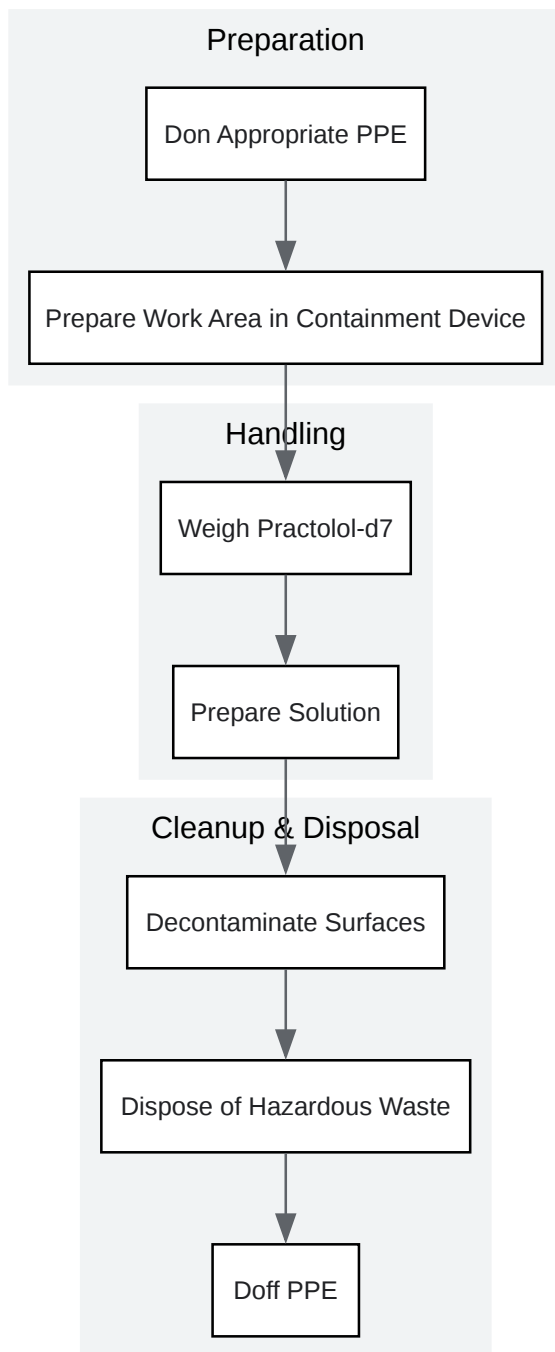 Preparation
Don Appropriate PPE
Prepare Work Area in Containment Device
Handling
Weigh Practolol-d7
Prepare Solution
Cleanup & Disposal
Decontaminate Surfaces
Dispose of Hazardous Waste
Doff PPE